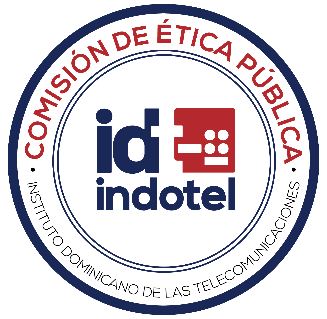 COMISIÓN DE ÉTICA PÚBLICA
id
indotel
INSTITUTO DOMINICANO DE LAS TELECOMUNICACIONES